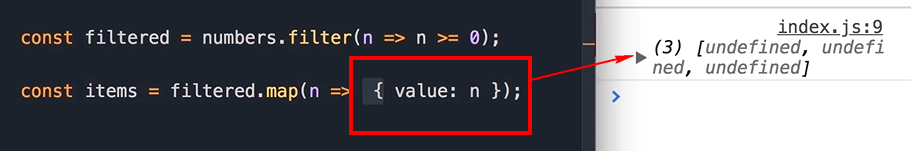 const filtered = numbers.filter(n => n >= 0);
const items = filtered.map(n => { value: n });
index.js:9
(3) [undefined, undefi
ned, undefined]